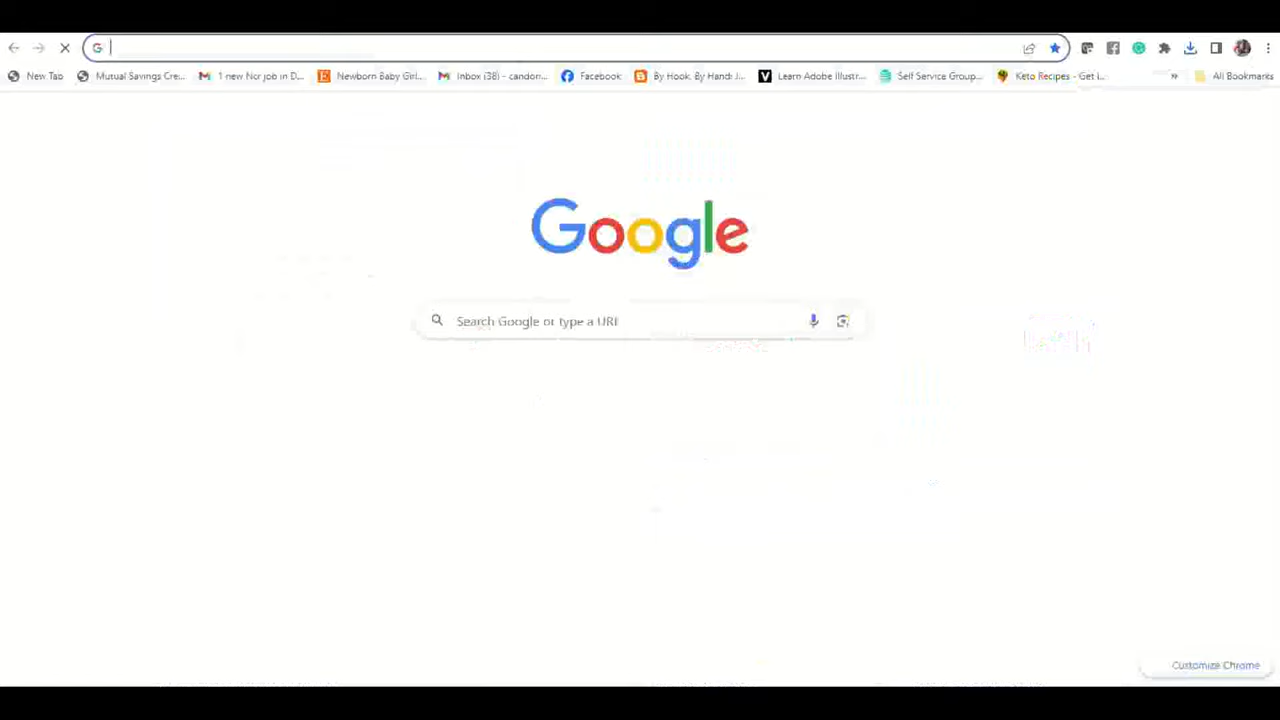 New Tab Mutual Savings Cre... 1 new Nor job in D... Newborn Baby Girl... Inbox (38) - candorr... Facebook By Hook, By Hand: J... Learn Adobe Illustr... Self Service Group... Keto Recipes - Get i... » All Bookmarks
Google
Search Google or type a URL
Customize Chrome